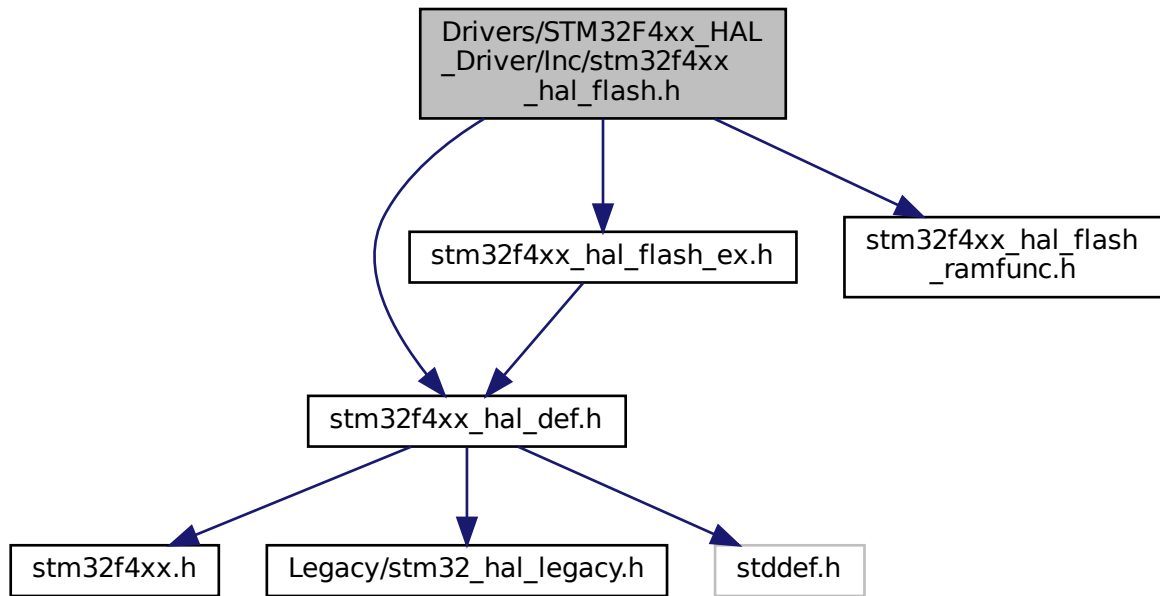 Drivers/STM32F4xx_HAL
_Driver/Inc/stm32f4xx
_hal_flash.h
stm32f4xx_hal_flash_ex.h
stm32f4xx_hal_flash
_ramfunc.h
stm32f4xx_hal_def.h
stm32f4xx.h
Legacy/stm32_hal_legacy.h
stddef.h